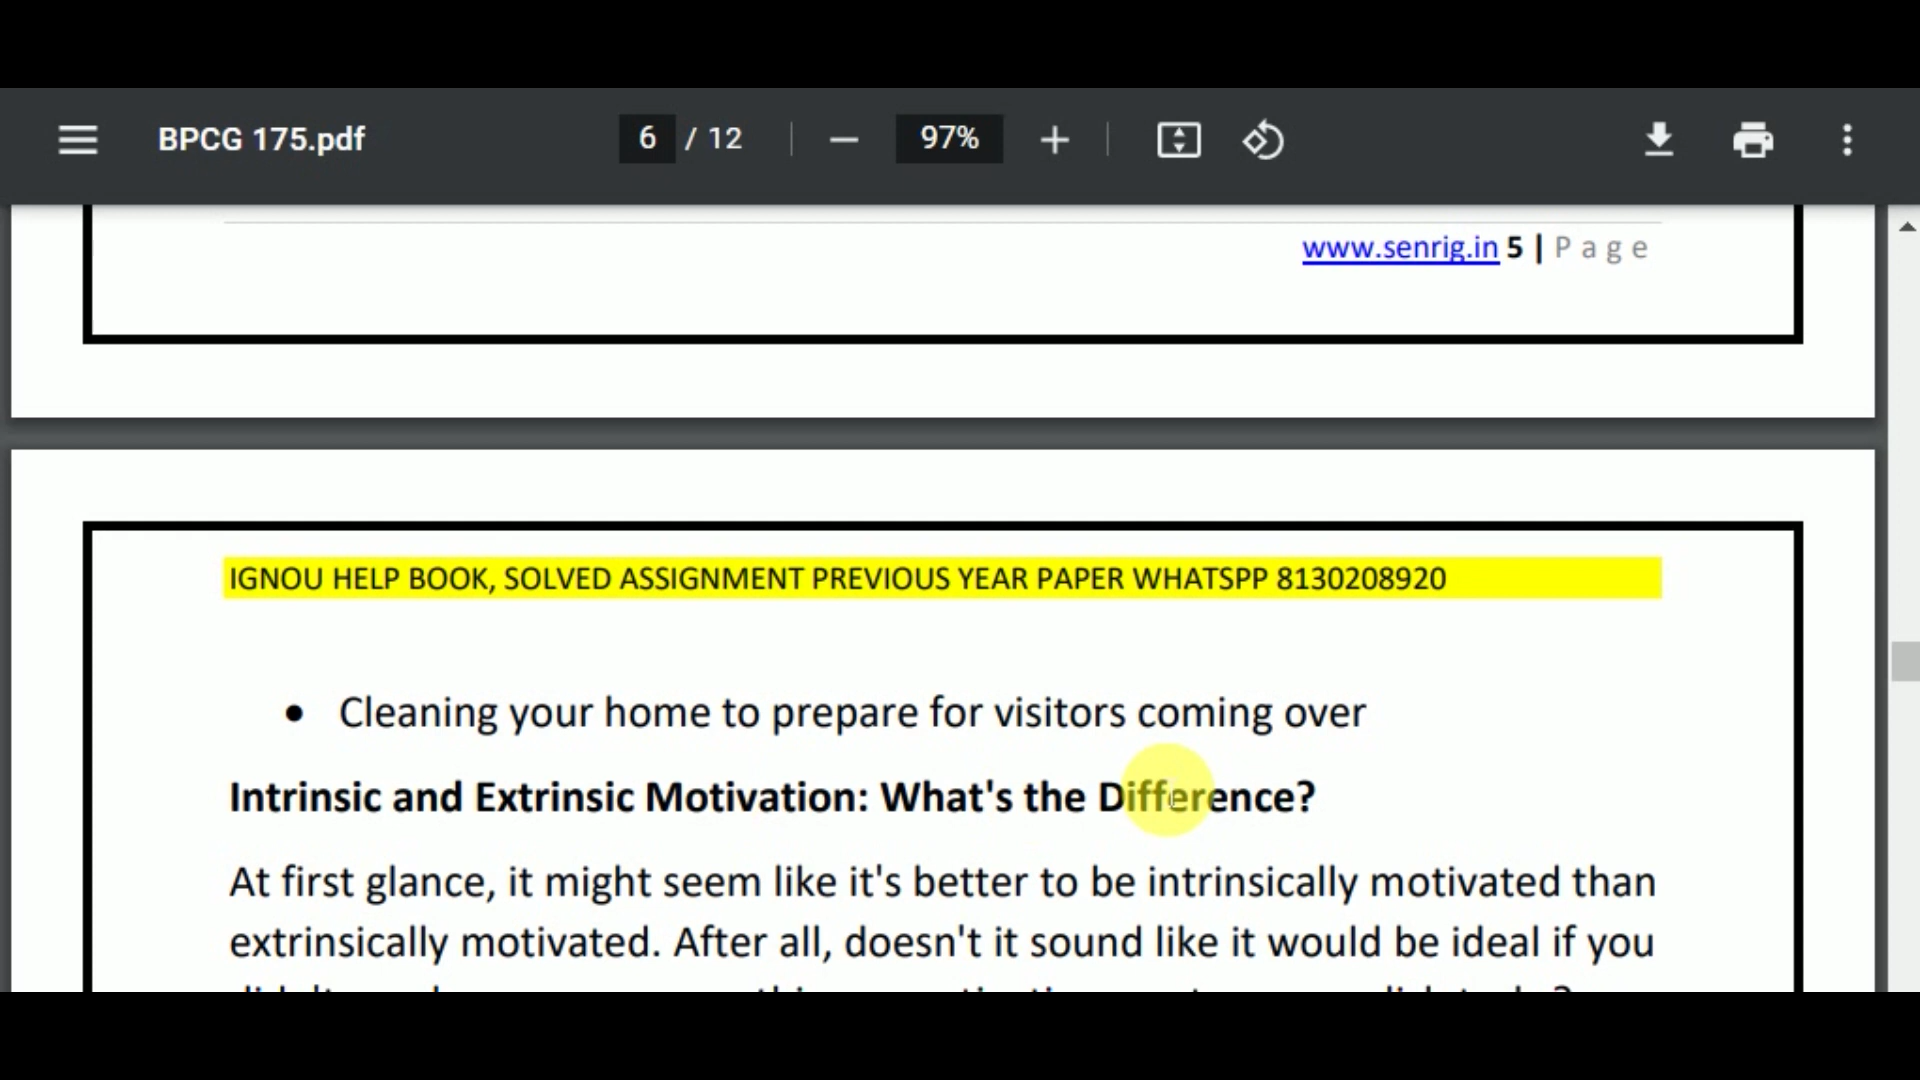 BPCG 175.pdf
6 / 12
97%
www.senrig.in 5 | Page
IGNOU HELP BOOK, SOLVED ASSIGNMENT PREVIOUS YEAR PAPER WHATSPP 8130208920
• Cleaning your home to prepare for visitors coming over
Intrinsic and Extrinsic Motivation: What's the Difference?
At first glance, it might seem like it's better to be intrinsically motivated than
extrinsically motivated. After all, doesn't it sound like it would be ideal if you